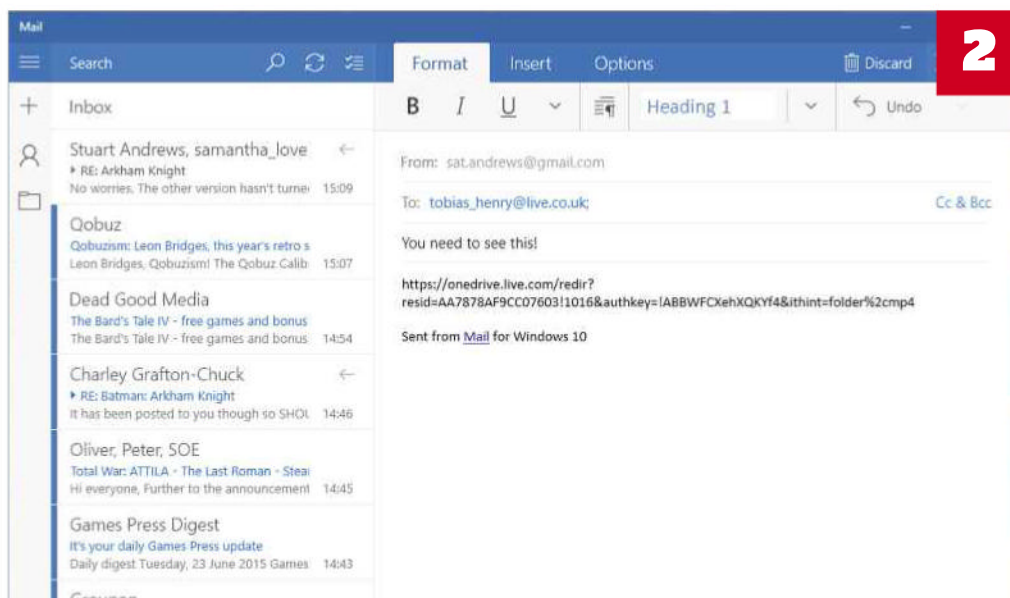 Mail
2
Search
Format
Insert
Options
Discard
Inbox
B I U
Heading 1
Undo
Stuart Andrews, samantha_love
RE: Arkham Knight
No worries. The other version hasn't turne 15:09
Qobuz
Qobuzism: Leon Bridges, this year's retro s
Leon Bridges, Qobuzism! The Qobuz Calib 15:07
Dead Good Media
The Bard's Tale IV - free games and bonus
The Bard's Tale IV - free games and bonus 14:54
Charley Grafton-Chuck
RE: Batman: Arkham Knight
It has been posted to you though so SHOU 14:46
Oliver, Peter, SOE
Total War: ATTILA - The Last Roman - Stea
Hi everyone, Further to the announcement 14:45
Games Press Digest
It's your daily Games Press update
Daily digest Tuesday, 23 June 2015 Games 14:43
From: sat.andrews@gmail.com
To: tobias_henry@live.co.uk;
Cc & Bcc
You need to see this!
https://onedrive.live.com/redir?
resid=AA7878AF9CC07603!1016&authkey=!ABBWFCXehXQKYf4&ithint=folder%2cmp4
Sent from Mail for Windows 10